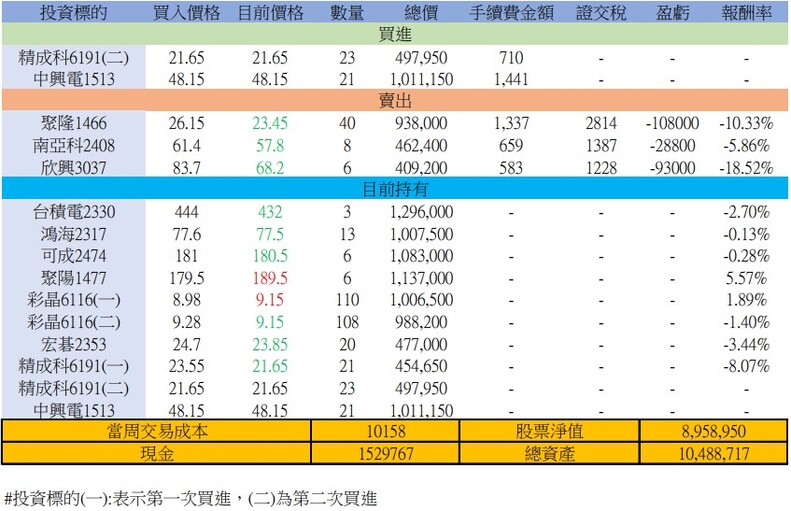 投資標的 買入價格 目前價格 數量 總價 手續費金額 證交稅 盈虧 報酬率
買進
精成科6191(二) 21.65 21.65 23 497,950 710 - - -
中興電1513 48.15 48.15 21 1,011,150 1,441 - - -
賣出
聚隆1466 26.15 23.45 40 938,000 1,337 2814 -108000 -10.33%
南亞科2408 61.4 57.8 8 462,400 659 1387 -28800 -5.86%
欣興3037 83.7 68.2 6 409,200 583 1228 -93000 -18.52%
目前持有
台積電2330 444 432 3 1,296,000 - - - -2.70%
鴻海2317 77.6 77.5 13 1,007,500 - - - -0.13%
可成2474 181 180.5 6 1,083,000 - - - -0.28%
聚陽1477 179.5 189.5 6 1,137,000 - - - 5.57%
彩晶6116(一) 8.98 9.15 110 1,006,500 - - - 1.89%
彩晶6116(二) 9.28 9.15 108 988,200 - - - -1.40%
宏碁2353 24.7 23.85 20 477,000 - - - -3.44%
精成科6191(一) 23.55 21.65 21 454,650 - - - -8.07%
精成科6191(二) 21.65 21.65 23 497,950 - - - -
中興電1513 48.15 48.15 21 1,011,150 - - - -
當周交易成本 10158 股票淨值 8,958,950
現金 1529767 總資產 10,488,717
#投資標的(一):表示第一次買進，(二)為第二次買進